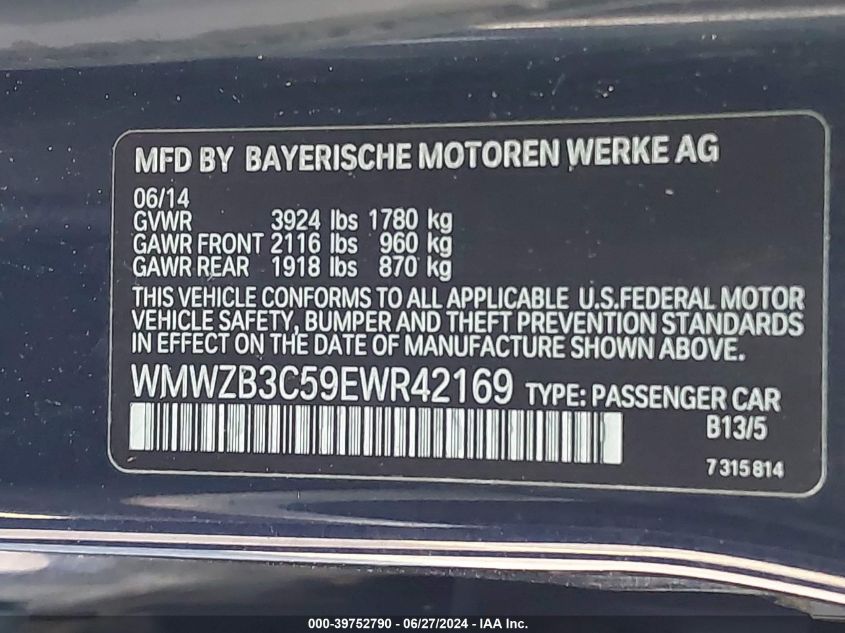 MFD BY BAYERISCHE MOTOREN WERKE AG
06/14
GVWR 3924 lbs 1780 kg
GAWR FRONT 2116 lbs 960 kg
GAWR REAR 1918 lbs 870 kg
THIS VEHICLE CONFORMS TO ALL APPLICABLE U.S.FEDERAL MOTOR
VEHICLE SAFETY, BUMPER AND THEFT PREVENTION STANDARDS
IN EFFECT ON THE DATE OF MANUFACTURE SHOWN ABOVE.
WMWZB3C59EWR42169 TYPE: PASSENGER CAR
B13/5
7315814
000-39752790 - 06/27/2024 - IAA Inc.